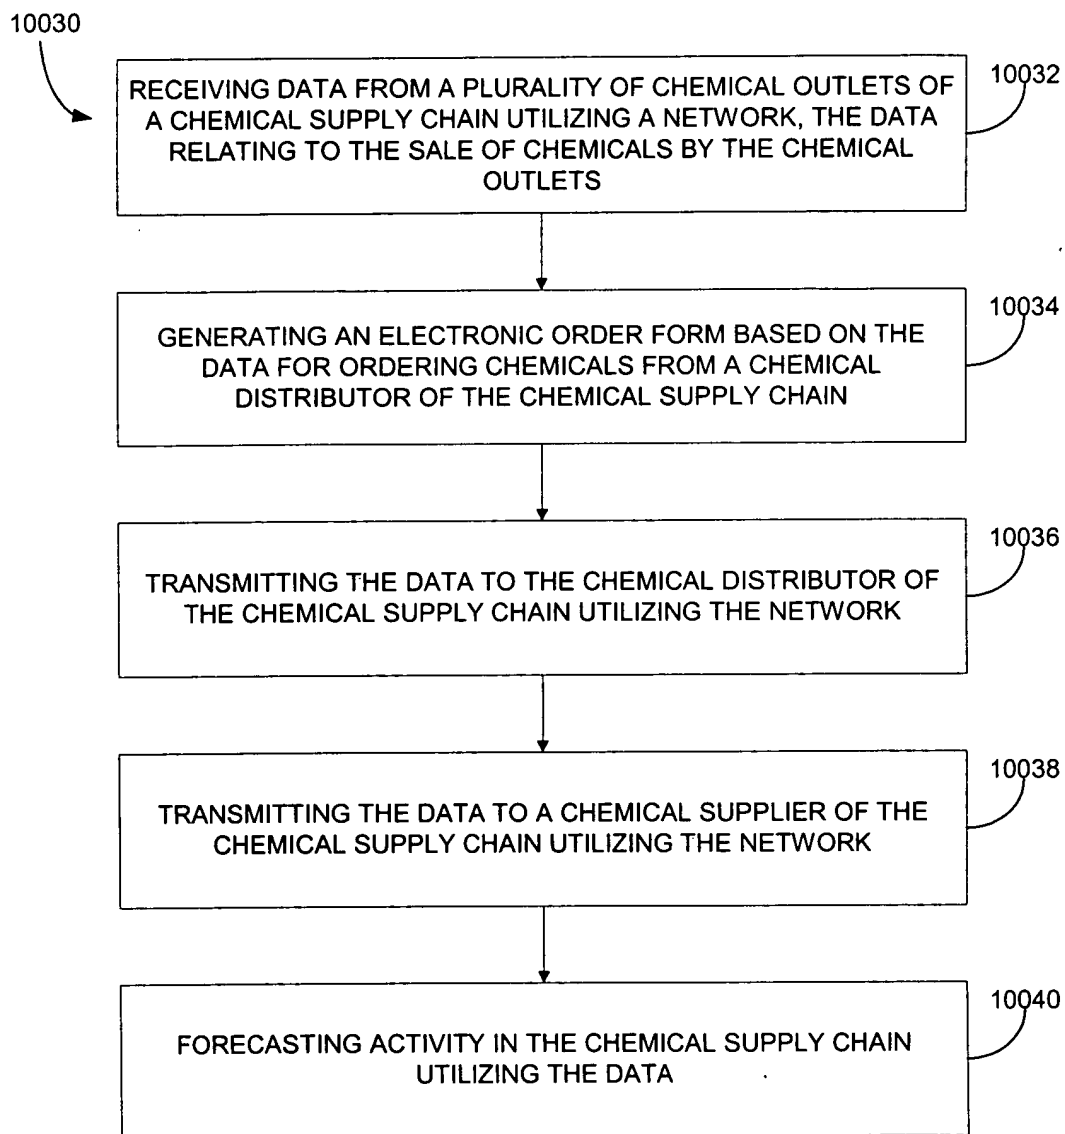 10030
10032
RECEIVING DATA FROM A PLURALITY OF CHEMICAL OUTLETS OF
A CHEMICAL SUPPLY CHAIN UTILIZING A NETWORK, THE DATA
RELATING TO THE SALE OF CHEMICALS BY THE CHEMICAL
OUTLETS
10034
GENERATING AN ELECTRONIC ORDER FORM BASED ON THE
DATA FOR ORDERING CHEMICALS FROM A CHEMICAL
DISTRIBUTOR OF THE CHEMICAL SUPPLY CHAIN
10036
TRANSMITTING THE DATA TO THE CHEMICAL DISTRIBUTOR OF
THE CHEMICAL SUPPLY CHAIN UTILIZING THE NETWORK
10038
TRANSMITTING THE DATA TO A CHEMICAL SUPPLIER OF THE
CHEMICAL SUPPLY CHAIN UTILIZING THE NETWORK
10040
FORECASTING ACTIVITY IN THE CHEMICAL SUPPLY CHAIN
UTILIZING THE DATA